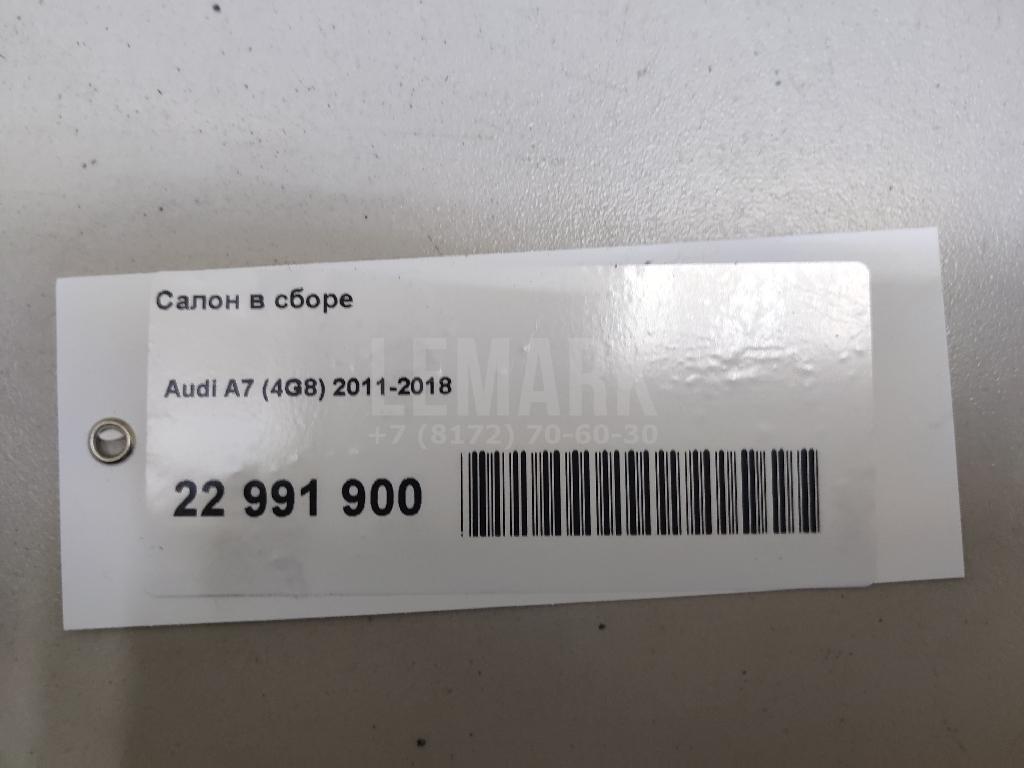 Салон в сборе
LEMARK
Audi A7 (4G8) 2011-2018
+7 (8172) 70-60-30
22 991 900